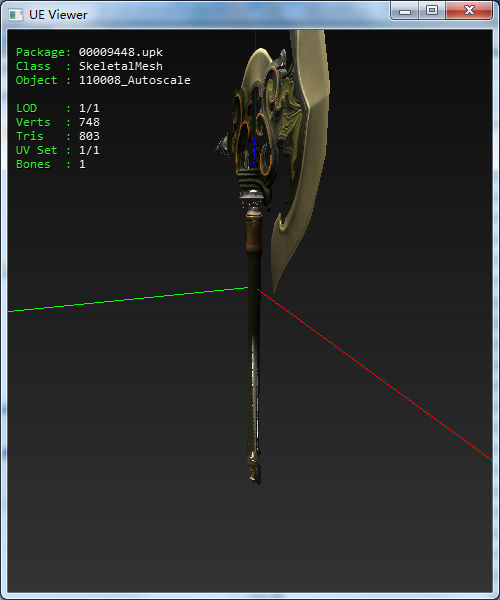 UE Viewer
Package: 00009448.upk
Class : SkeletalMesh
Object : 110008_Autoscale
LOD : 1/1
Verts : 748
Tris : 803
UV Set : 1/1
Bones : 1